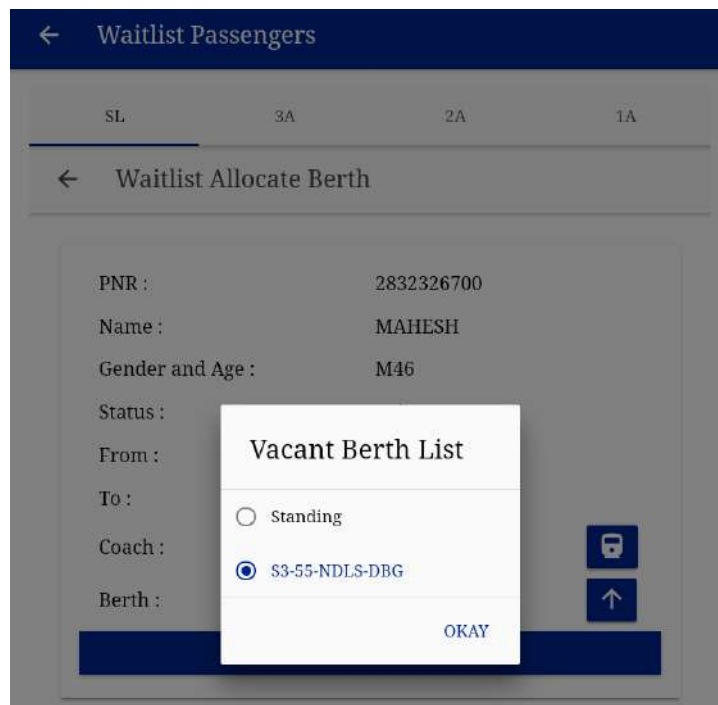 Waitlist Passengers
SL 3A 2A 1A
Waitlist Allocate Berth
PNR : 2832326700
Name : MAHESH
Gender and Age : M46
Status :
From :
To :
Coach :
Berth :
Vacant Berth List
Standing
S3-55-NDLS-DBG
OKAY